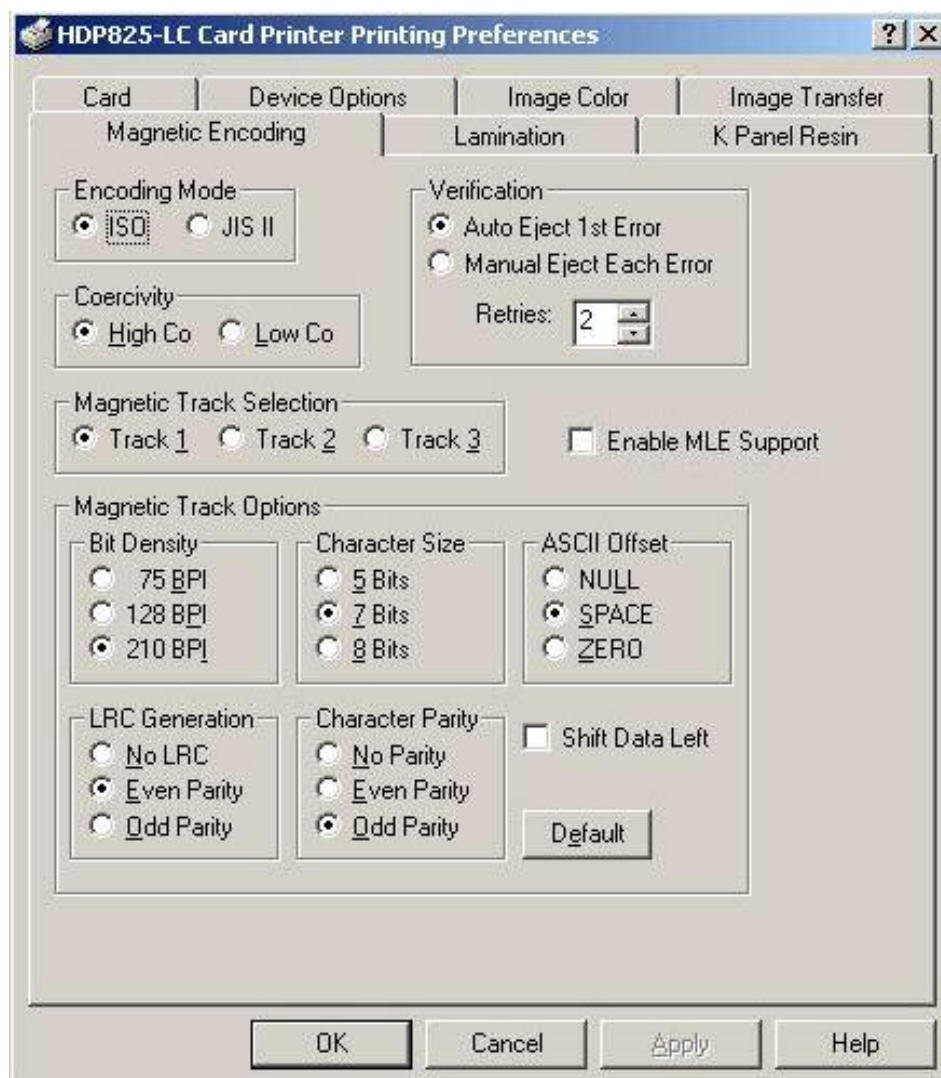 HDP825-LC Card Printer Printing Preferences
Card Device Options Image Color Image Transfer
Magnetic Encoding Lamination K Panel Resin
Encoding Mode
ISO JIS II
Verification
Auto Eject 1st Error
Manual Eject Each Error
Retries: 2
Coercivity
High Co Low Co
Magnetic Track Selection
Track 1 Track 2 Track 3
Enable MLE Support
Magnetic Track Options
Bit Density
75 BPI
128 BPI
210 BPI
Character Size
5 Bits
7 Bits
8 Bits
ASCII Offset
NULL
SPACE
ZERO
LRC Generation
No LRC
Even Parity
Odd Parity
Character Parity
No Parity
Even Parity
Odd Parity
Shift Data Left
Default
OK Cancel Apply Help